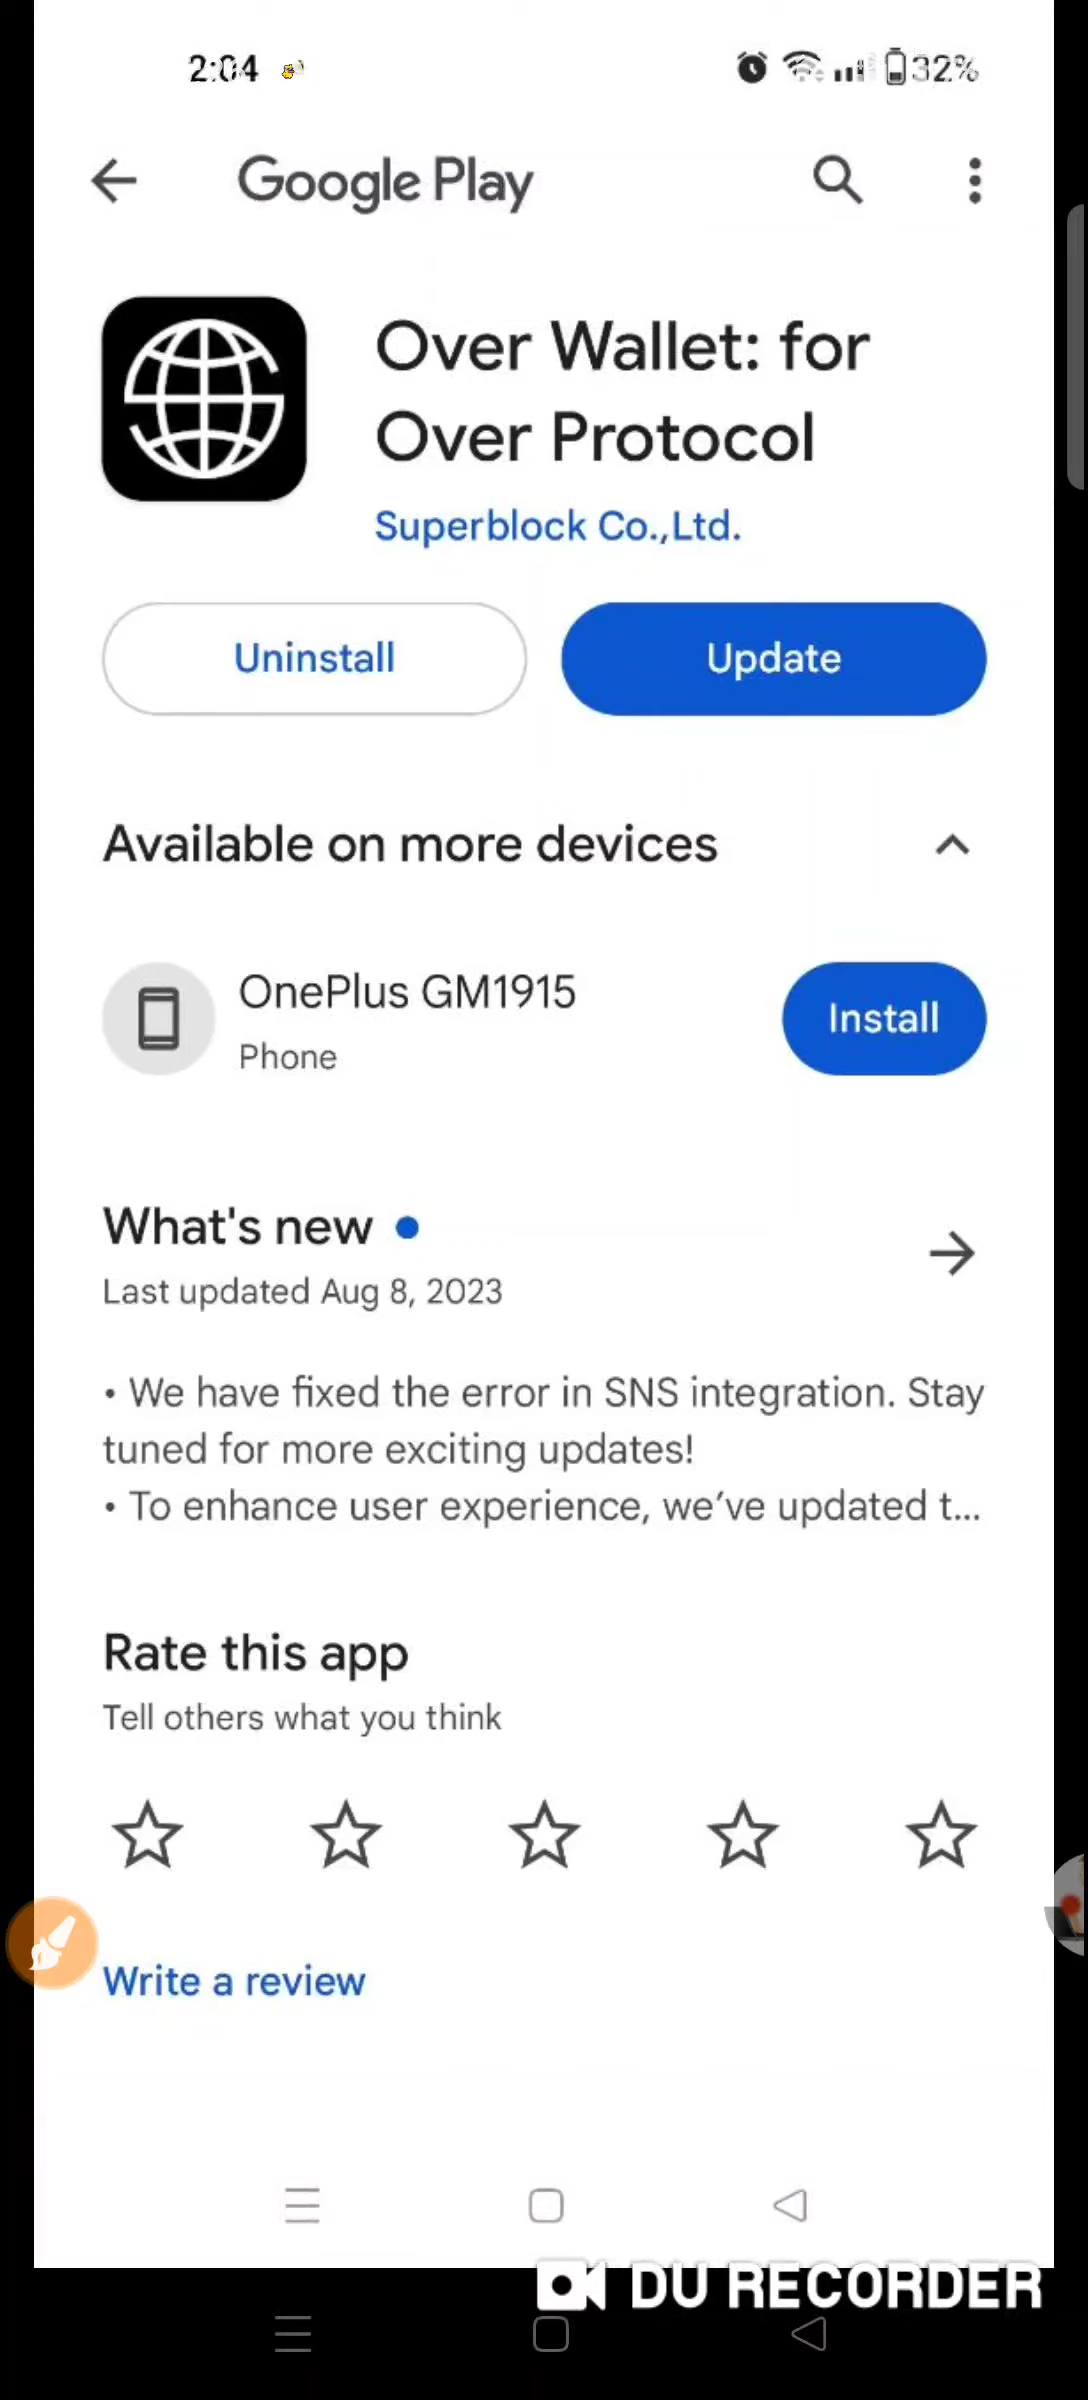 2:04
32%
Google Play
Over Wallet: for
Over Protocol
Superblock Co.,Ltd.
Uninstall
Update
Available on more devices
OnePlus GM1915
Phone
Install
What's new
Last updated Aug 8, 2023
• We have fixed the error in SNS integration. Stay
tuned for more exciting updates!
• To enhance user experience, we’ve updated t...
Rate this app
Tell others what you think
Write a review
DU RECORDER